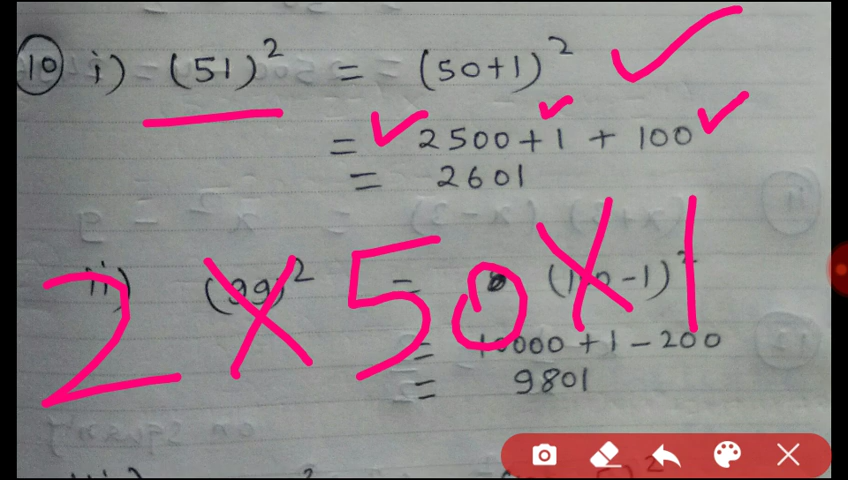 10 i) (51)² = (50+1)²
= 2500+1 + 100
= 2601
2 × 50 × 1
ii) (99)² = (100-1)²
= 10000 +1 - 200
= 9801